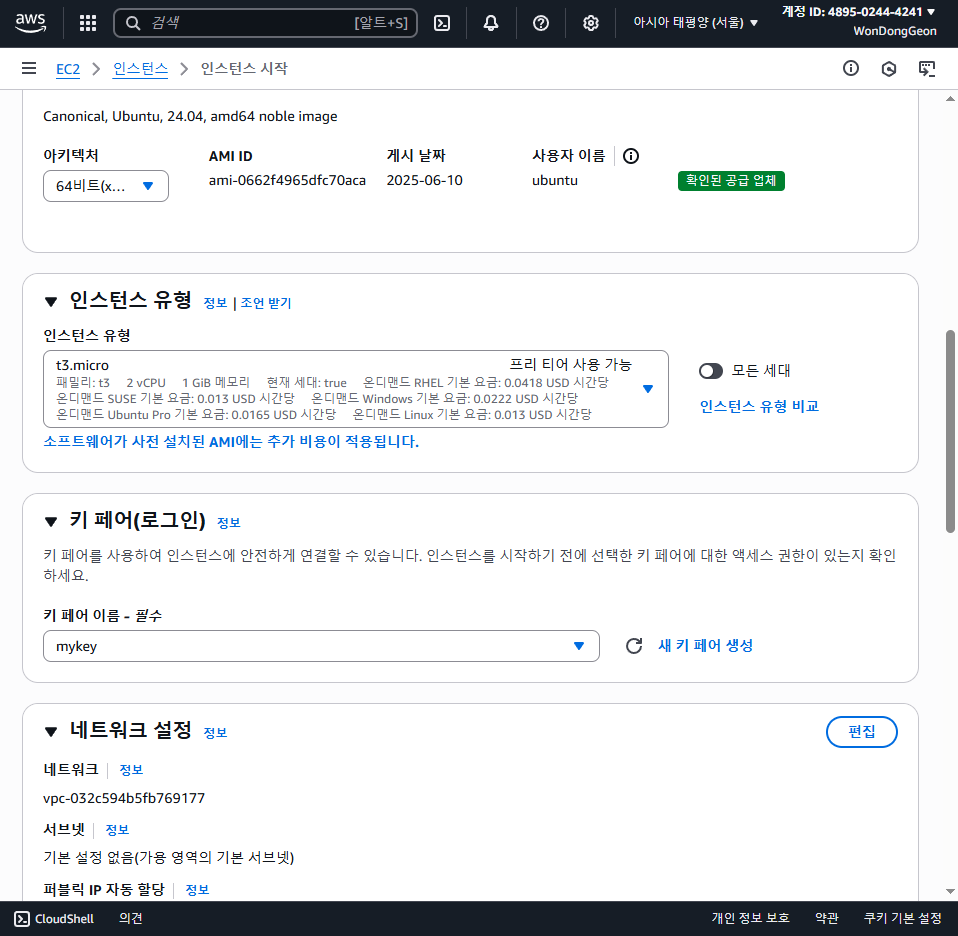 aws
검색 [알트+S]
아시아 태평양 (서울)
계정 ID: 4895-0244-4241
WonDongGeon
EC2
인스턴스
인스턴스 시작
Canonical, Ubuntu, 24.04, amd64 noble image
아키텍처
AMI ID
게시 날짜
사용자 이름
64비트(x...
ami-0662f4965dfc70aca
2025-06-10
ubuntu
확인된 공급 업체
인스턴스 유형 정보 | 조언 받기
인스턴스 유형
t3.micro
프리 티어 사용 가능
패밀리: t3 2 vCPU 1 GiB 메모리 현재 세대: true 온디맨드 RHEL 기본 요금: 0.0418 USD 시간당
온디맨드 SUSE 기본 요금: 0.013 USD 시간당 온디맨드 Windows 기본 요금: 0.0222 USD 시간당
온디맨드 Ubuntu Pro 기본 요금: 0.0165 USD 시간당 온디맨드 Linux 기본 요금: 0.013 USD 시간당
모든 세대
인스턴스 유형 비교
소프트웨어가 사전 설치된 AMI에는 추가 비용이 적용됩니다.
키 페어(로그인) 정보
키 페어를 사용하여 인스턴스에 안전하게 연결할 수 있습니다. 인스턴스를 시작하기 전에 선택한 키 페어에 대한 액세스 권한이 있는지 확인
하세요.
키 페어 이름 - 필수
mykey
새 키 페어 생성
네트워크 설정 정보
편집
네트워크 정보
vpc-032c594b5fb769177
서브넷 정보
기본 설정 없음(가용 영역의 기본 서브넷)
퍼블릭 IP 자동 할당 정보
CloudShell 의견 개인 정보 보호 약관 쿠키 기본 설정